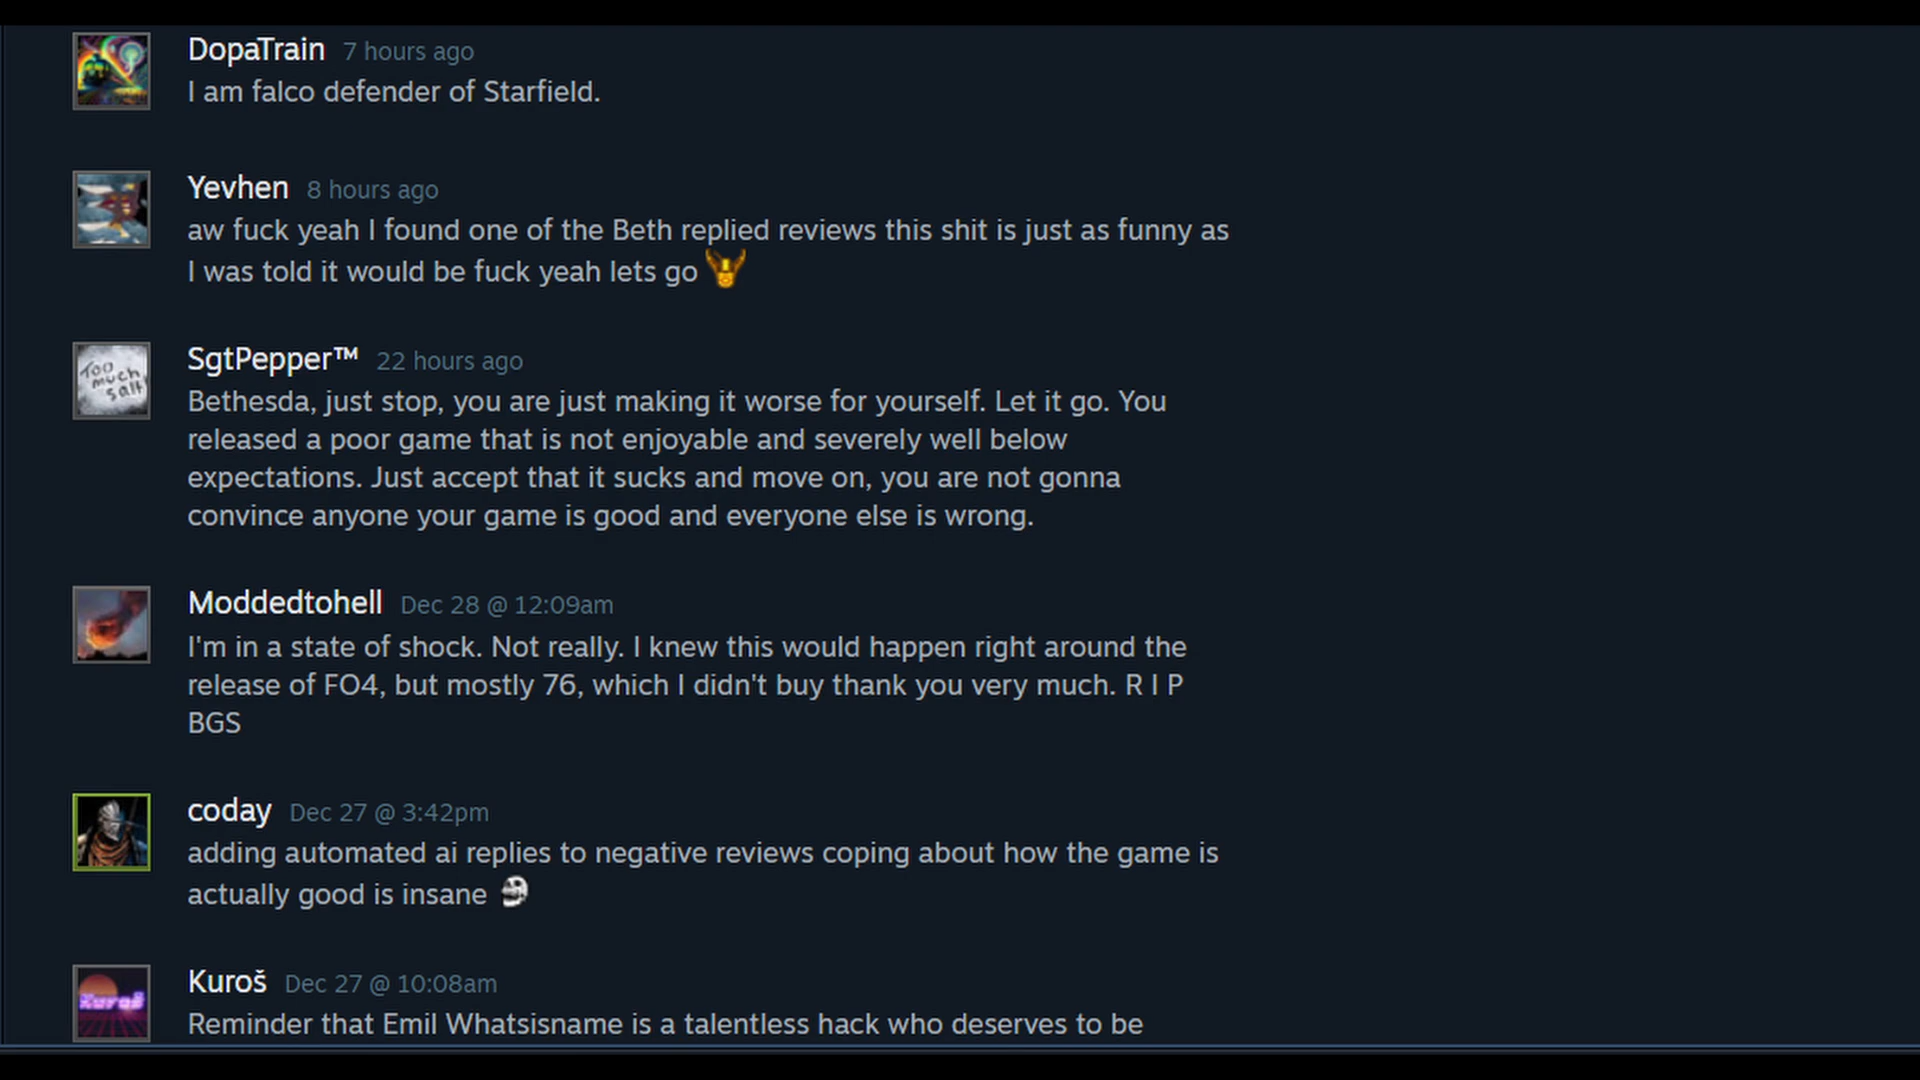 DopaTrain 7 hours ago
I am falco defender of Starfield.
Yevhen 8 hours ago
aw fuck yeah I found one of the Beth replied reviews this shit is just as funny as
I was told it would be fuck yeah lets go
Too
much
salt
SgtPepper™ 22 hours ago
Bethesda, just stop, you are just making it worse for yourself. Let it go. You
released a poor game that is not enjoyable and severely well below
expectations. Just accept that it sucks and move on, you are not gonna
convince anyone your game is good and everyone else is wrong.
Moddedtohell Dec 28 @ 12:09am
I'm in a state of shock. Not really. I knew this would happen right around the
release of FO4, but mostly 76, which I didn't buy thank you very much. R I P
BGS
coday Dec 27 @ 3:42pm
adding automated ai replies to negative reviews coping about how the game is
actually good is insane
Kuroš
Kuroš Dec 27 @ 10:08am
Reminder that Emil Whatsisname is a talentless hack who deserves to be